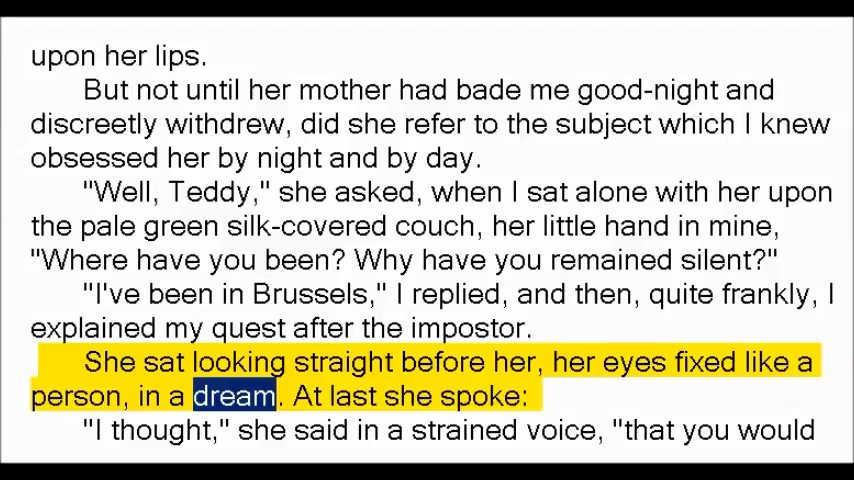 upon her lips.
But not until her mother had bade me good-night and
discreetly withdrew, did she refer to the subject which I knew
obsessed her by night and by day.
"Well, Teddy," she asked, when I sat alone with her upon
the pale green silk-covered couch, her little hand in mine,
"Where have you been? Why have you remained silent?"
"I've been in Brussels," I replied, and then, quite frankly, I
explained my quest after the impostor.
She sat looking straight before her, her eyes fixed like a
person, in a dream. At last she spoke:
"I thought," she said in a strained voice, "that you would